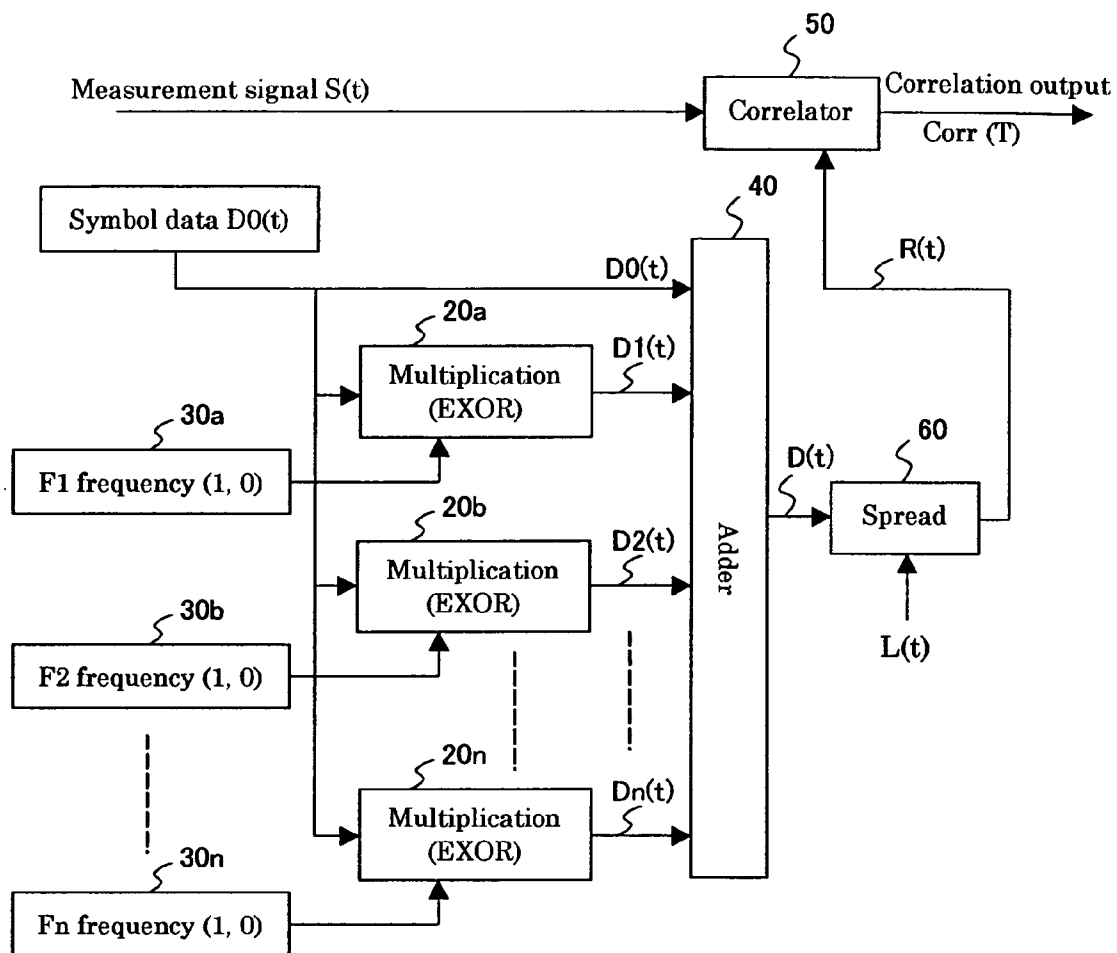 50
Measurement signal S(t)
Correlator
Correlation output
Corr (T)
40
Symbol data D0(t)
D0(t)
R(t)
20a
Multiplication
(EXOR)
D1(t)
30a
F1 frequency (1, 0)
60
D(t)
Spread
20b
Multiplication
(EXOR)
D2(t)
Adder
L(t)
30b
F2 frequency (1, 0)
20n
Multiplication
(EXOR)
Dn(t)
30n
Fn frequency (1, 0)